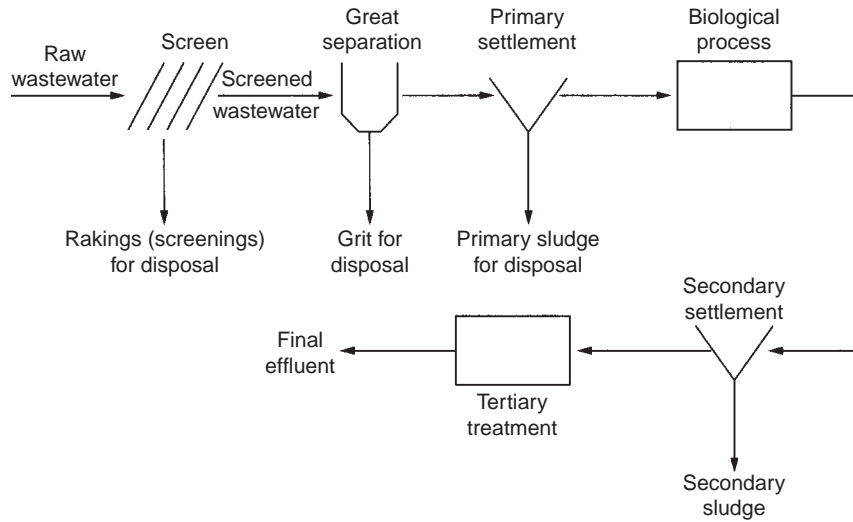 Raw
wastewater
Screen
Screened
wastewater
Great
separation
Primary
settlement
Biological
process
Rakings (screenings)
for disposal
Grit for
disposal
Primary sludge
for disposal
Secondary
settlement
Final
effluent
Tertiary
treatment
Secondary
sludge